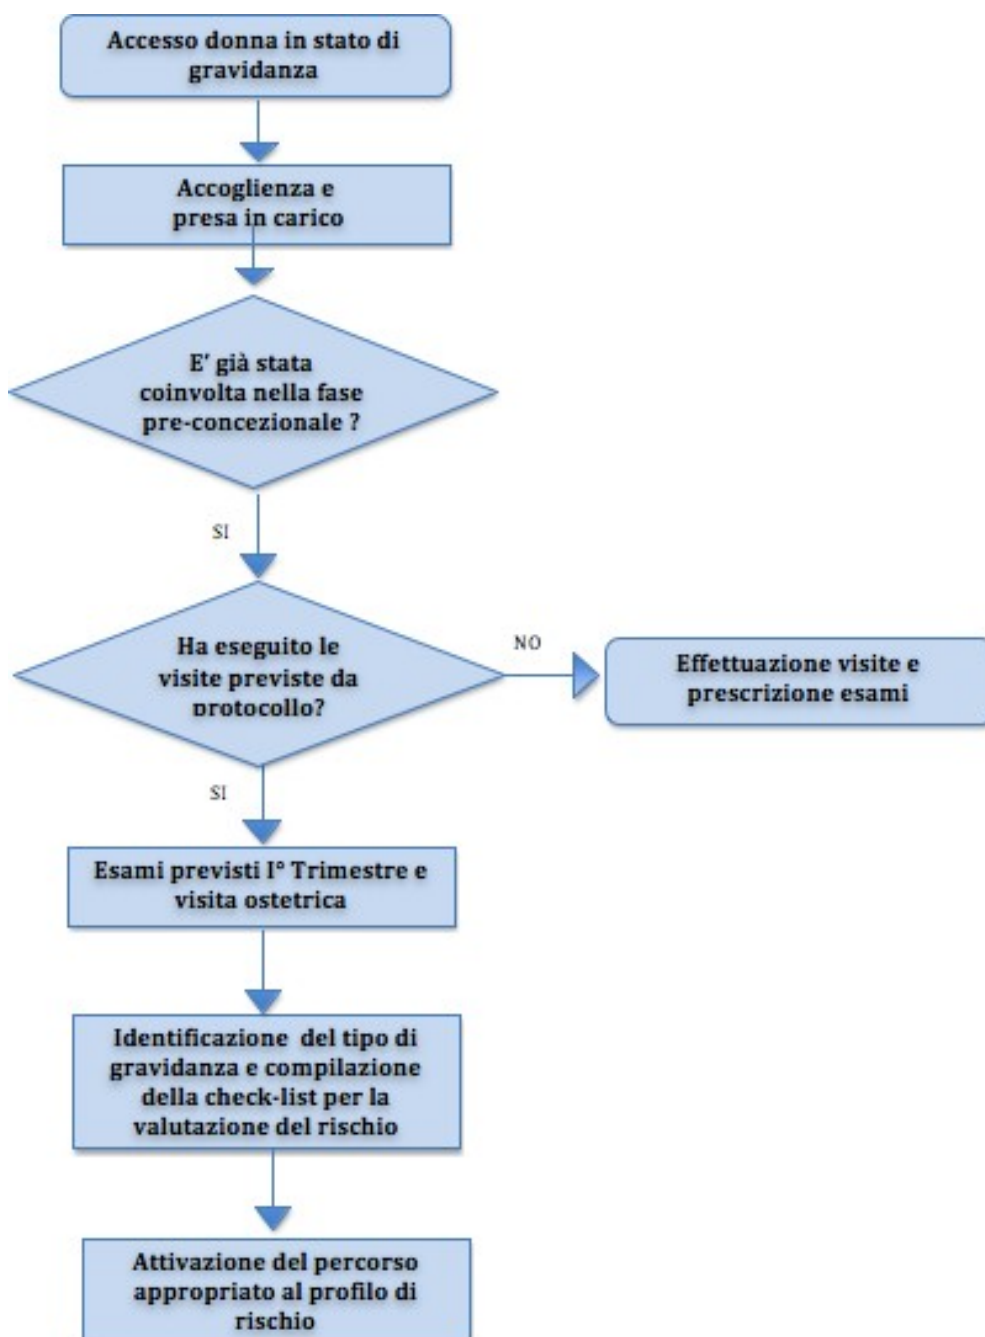 Accesso donna in stato di
gravidanza
Accoglienza e
presa in carico
E' già stata
coinvolta nella fase
pre-concezionale ?
SI
Ha eseguito le
visite previste da
protocollo?
NO
Effettuazione visite e
prescrizione esami
SI
Esami previsti I° Trimestre e
visita ostetrica
Identificazione del tipo di
gravidanza e compilazione
della check-list per la
valutazione del rischio
Attivazione del percorso
appropriato al profilo di
rischio